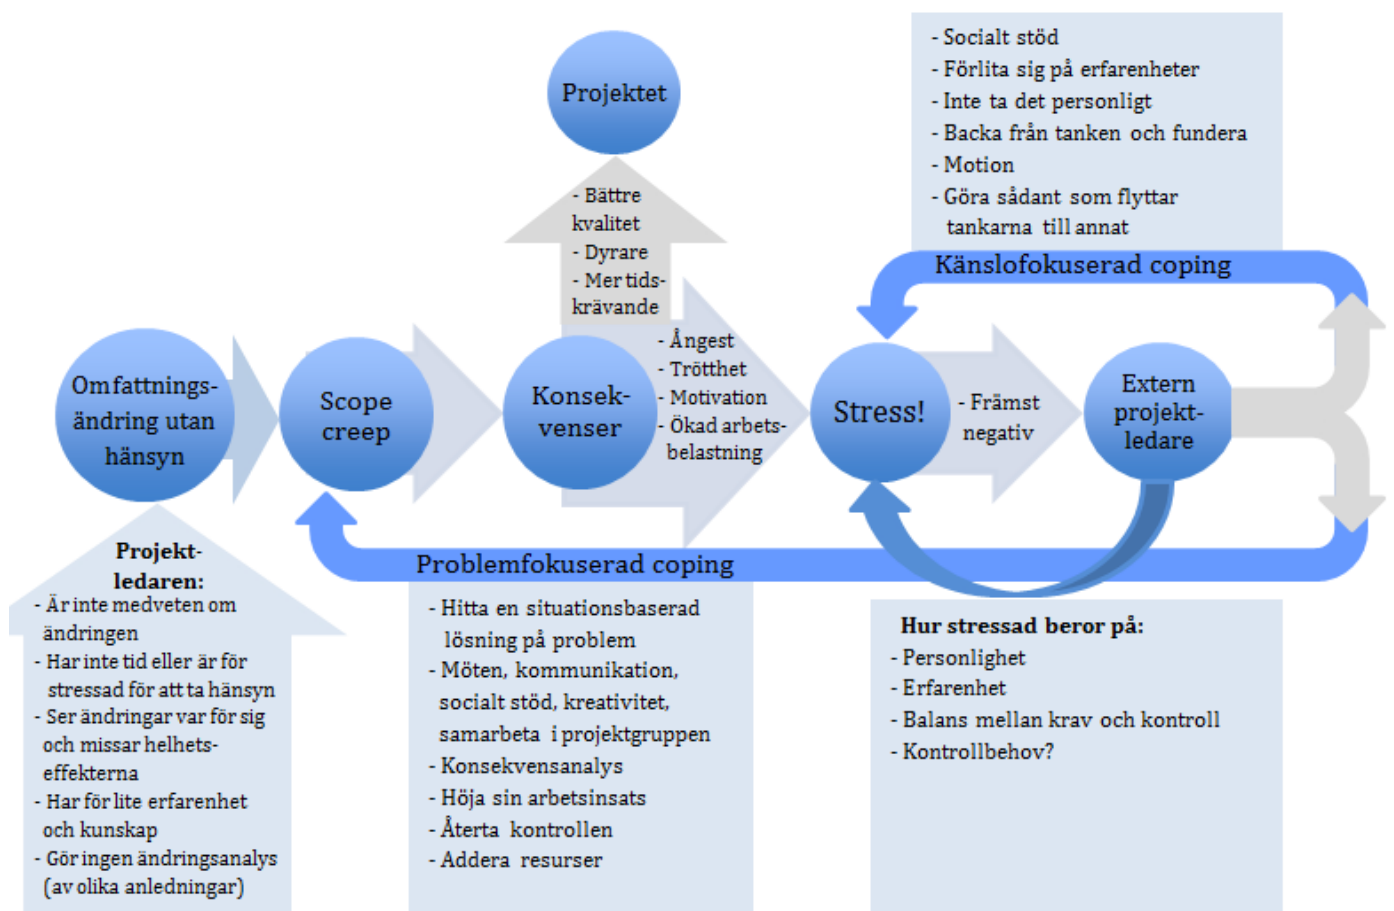 - Socialt stöd
- Förlita sig på erfarenheter
- Inte ta det personligt
- Backa från tanken och fundera
- Motion
- Göra sådant som flyttar
tankarna till annat
Känslofokuserad coping
Projektet
- Bättre
kvalitet
- Dyrare
- Mer tids-
krävande
Omfattnings-
ändring utan
hänsyn
Scope
creep
Konsek-
venser
- Ångest
- Trötthet
- Motivation
- Ökad arbets-
belastning
Stress!
- Främst
negativ
Extern
projekt-
ledare
Problemfokuserad coping
Projekt-
ledaren:
- Är inte medveten om
ändringen
- Har inte tid eller är för
stressad för att ta hänsyn
- Ser ändringar var för sig
och missar helhets-
effekterna
- Har för lite erfarenhet
och kunskap
- Gör ingen ändringsanalys
(av olika anledningar)
- Hitta en situationsbaserad
lösning på problem
- Möten, kommunikation,
socialt stöd, kreativitet,
samarbeta i projektgruppen
- Konsekvensanalys
- Höja sin arbetsinsats
- Återta kontrollen
- Addera resurser
Hur stressad beror på:
- Personlighet
- Erfarenhet
- Balans mellan krav och kontroll
- Kontrollbehov?